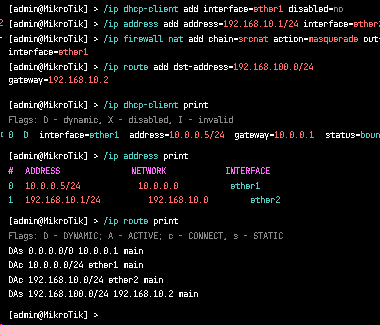 [admin@MikroTik] > /ip dhcp-client add interface=ether1 disabled=no
[admin@MikroTik] > /ip address add address=192.168.10.1/24 interface=ether2
[admin@MikroTik] > /ip firewall nat add chain=srcnat action=masquerade out-
interface=ether1
[admin@MikroTik] > /ip route add dst-address=192.168.100.0/24
gateway=192.168.10.2
[admin@MikroTik] > /ip dhcp-client print
Flags: D - dynamic, X - disabled, I - invalid
0 D interface=ether1 address=10.0.0.5/24 gateway=10.0.0.1 status=boun
[admin@MikroTik] > /ip address print
# ADDRESS NETWORK INTERFACE
0 10.0.0.5/24 10.0.0.0 ether1
1 192.168.10.1/24 192.168.10.0 ether2
[admin@MikroTik] > /ip route print
Flags: D - DYNAMIC; A - ACTIVE; c - CONNECT, s - STATIC
DAs 0.0.0.0/0 10.0.0.1 main
DAc 10.0.0.0/24 ether1 main
DAc 192.168.10.0/24 ether2 main
DAs 192.168.100.0/24 192.168.10.2 main
[admin@MikroTik] >